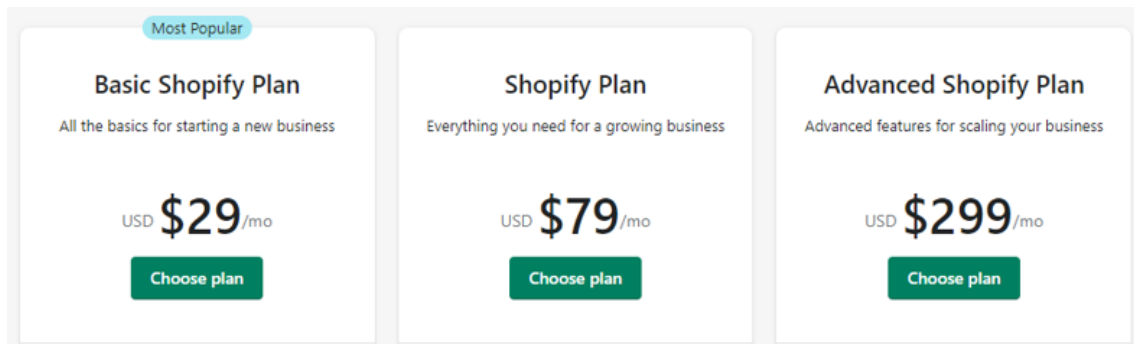 Most Popular
Basic Shopify Plan
All the basics for starting a new business
USD $29/mo
Choose plan
Shopify Plan
Everything you need for a growing business
USD $79/mo
Choose plan
Advanced Shopify Plan
Advanced features for scaling your business
USD $299/mo
Choose plan